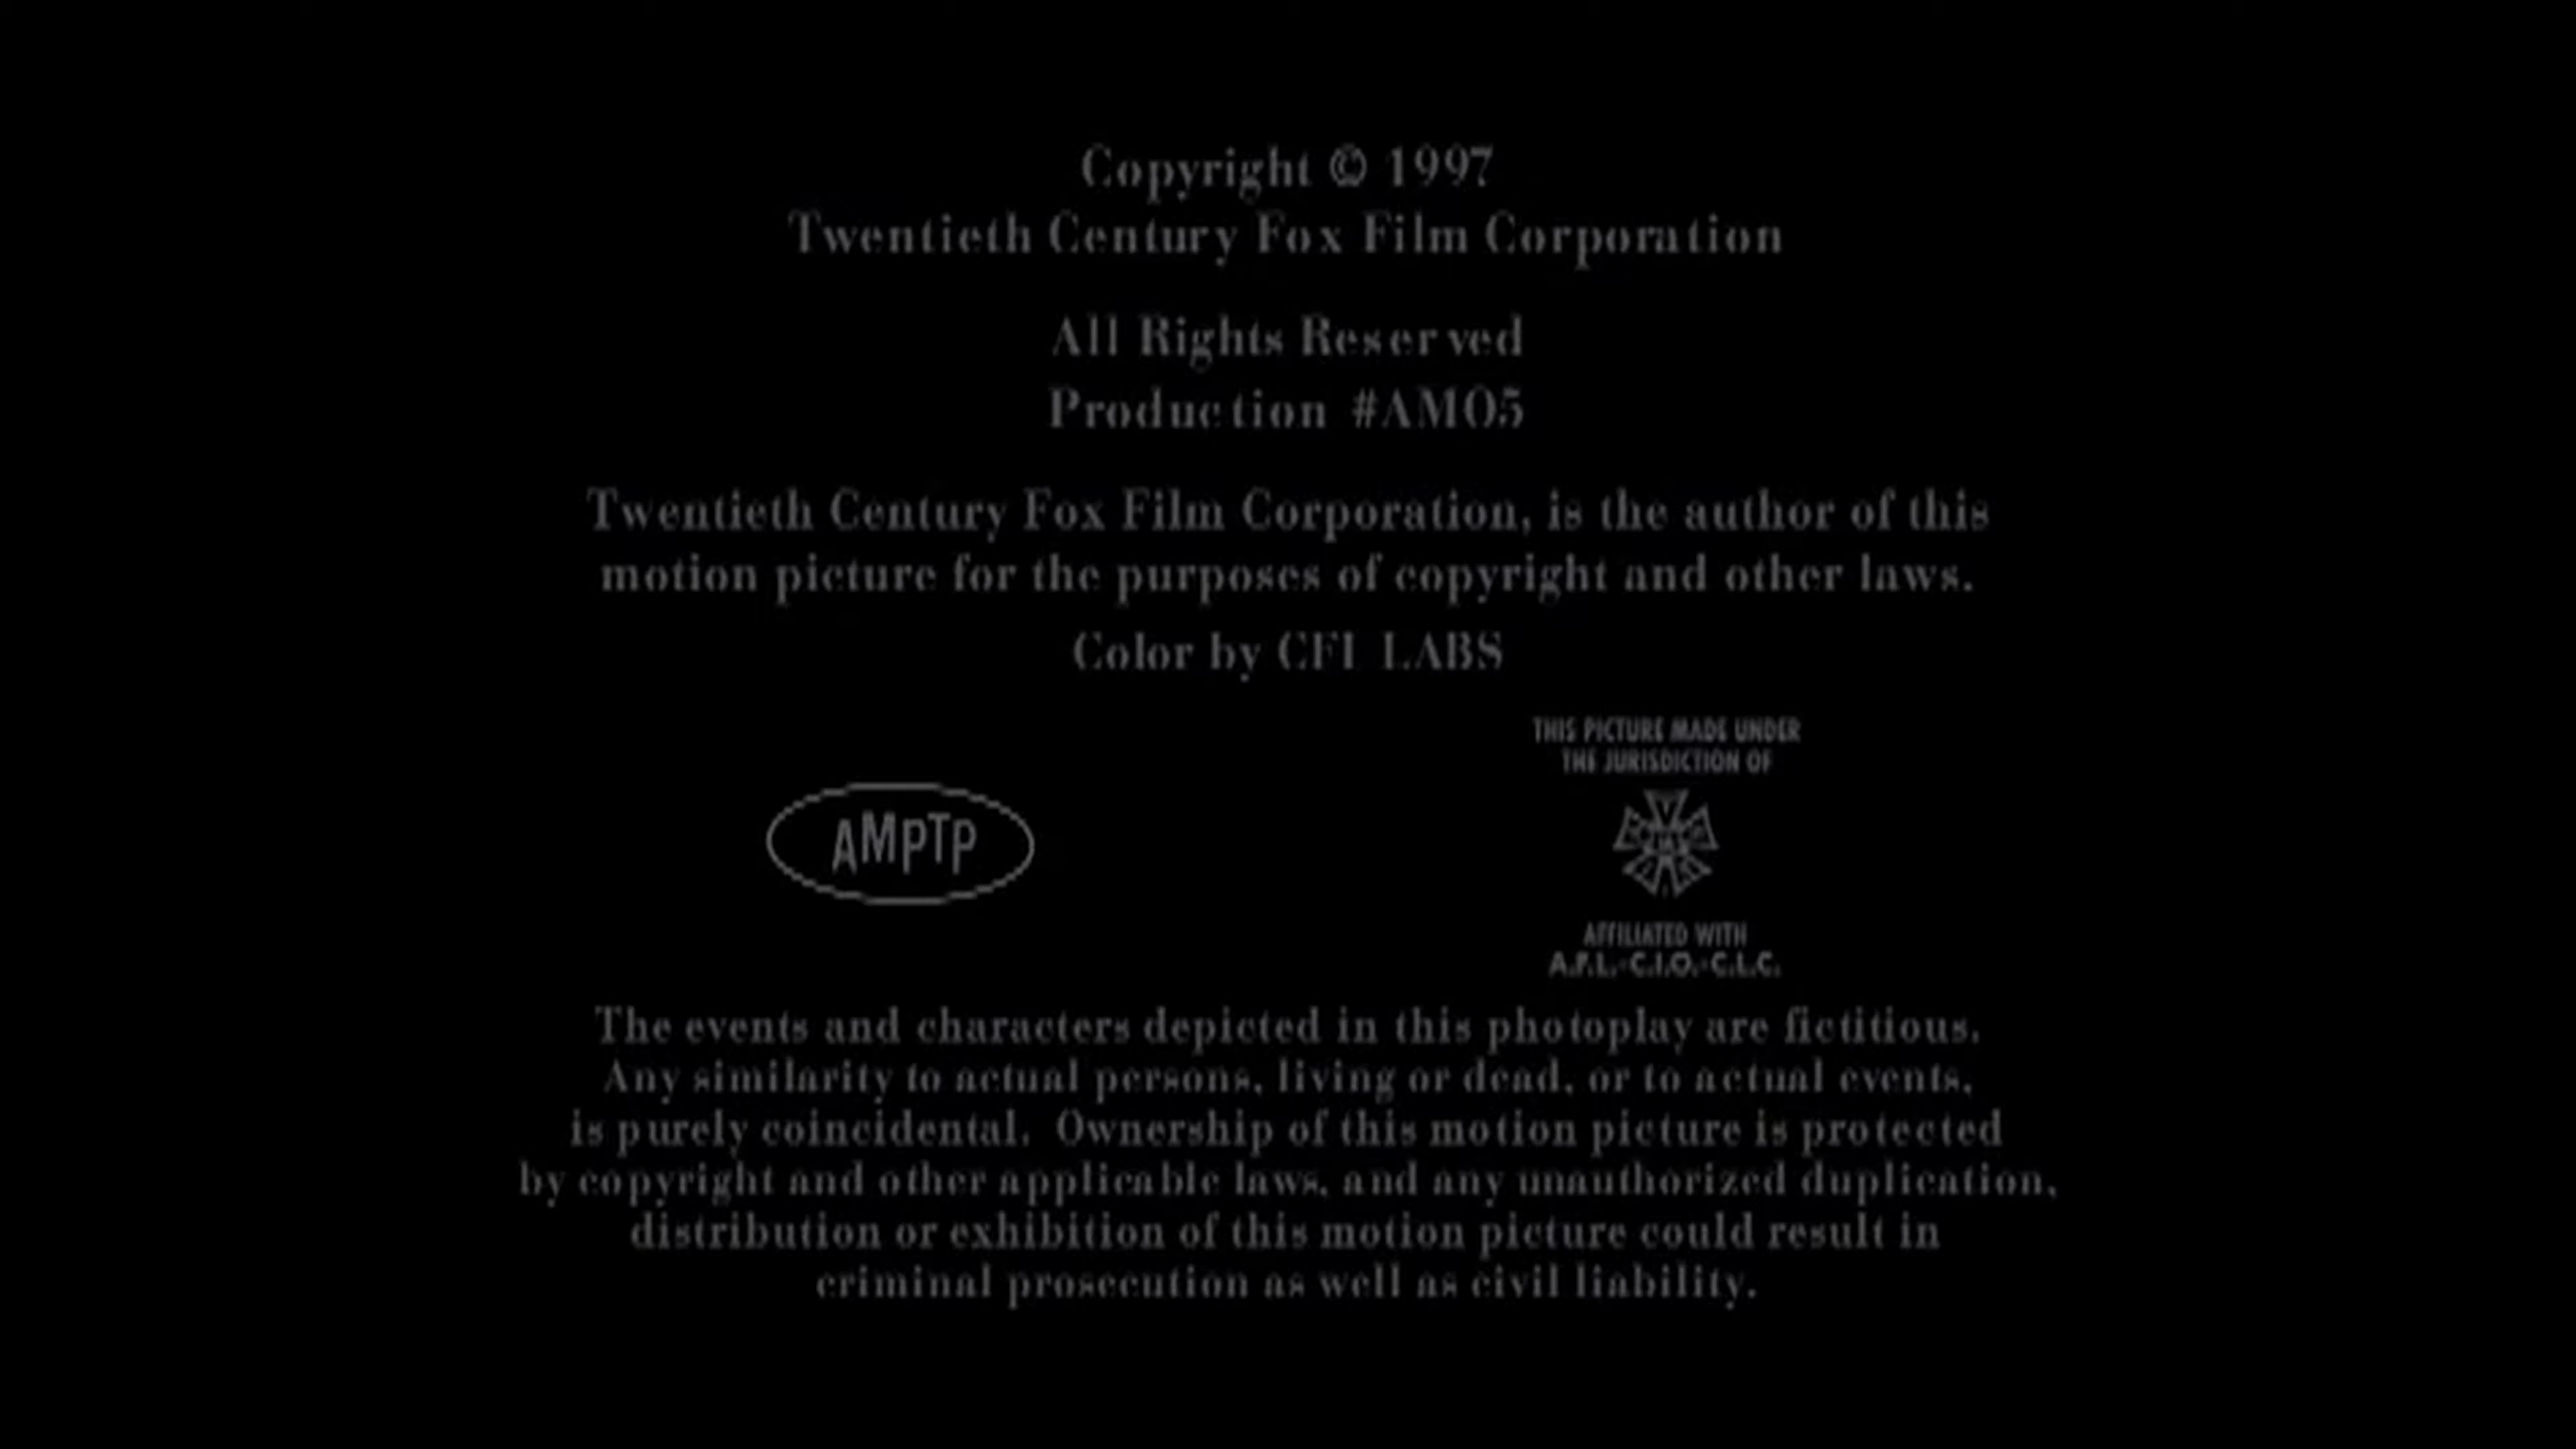 Copyright © 1997
Twentieth Century Fox Film Corporation
All Rights Reserved
Production #AM05
Twentieth Century Fox Film Corporation, is the author of this
motion picture for the purposes of copyright and other laws.
Color by CFI LABS
THIS PICTURE MADE UNDER
THE JURISDICTION OF
AMPTP
AFFILIATED WITH
A.F.L.-C.I.O.-C.L.C.
The events and characters depicted in this photoplay are fictitious.
Any similarity to actual persons, living or dead, or to actual events,
is purely coincidental. Ownership of this motion picture is protected
by copyright and other applicable laws, and any unauthorized duplication,
distribution or exhibition of this motion picture could result in
criminal prosecution as well as civil liability.